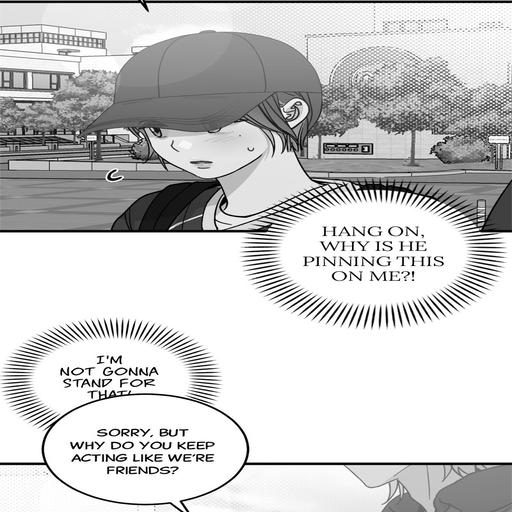 HANG ON,
WHY IS HE
PINNING THIS
ON ME?!
I'M
NOT GONNA
STAND FOR
THAT!
SORRY, BUT
WHY DO YOU KEEP
ACTING LIKE WE'RE
FRIENDS?